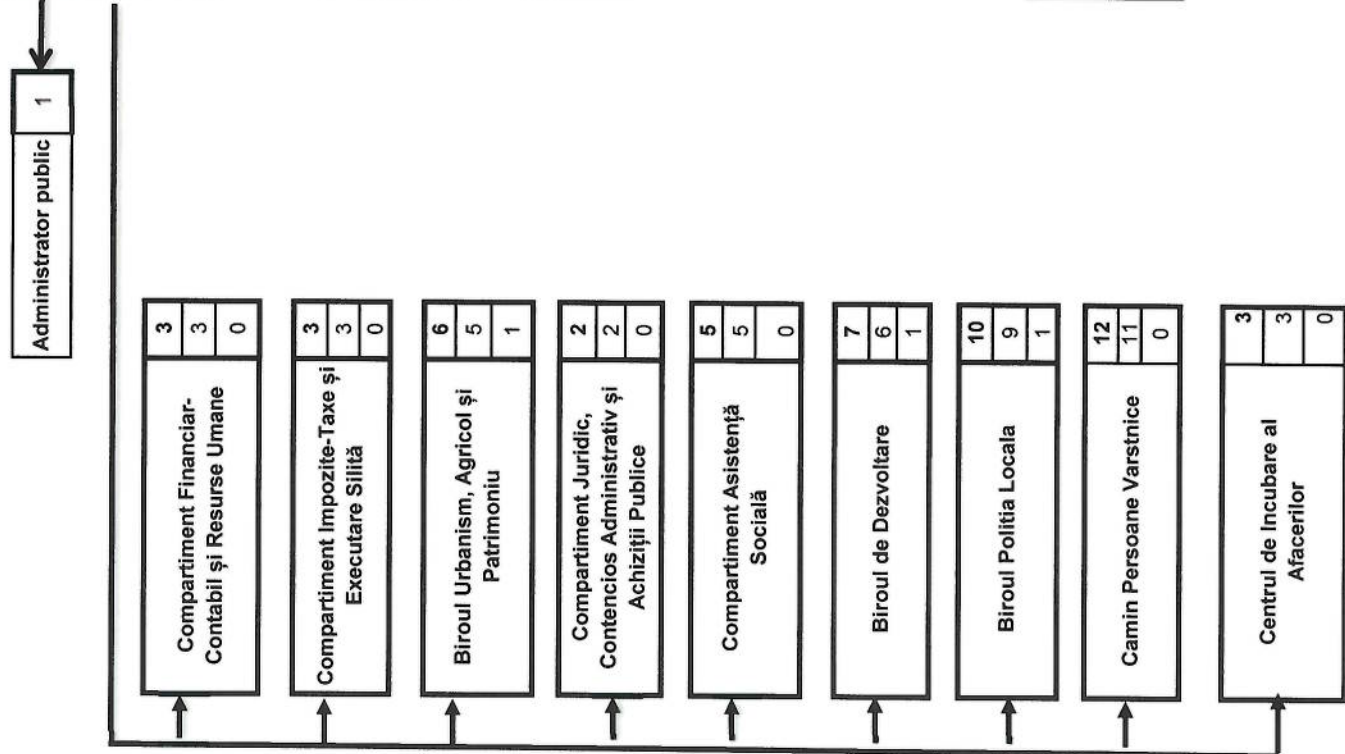 Administrator public
1
Compartiment Financiar-
Contabil și Resurse Umane
3
3
0
Compartiment Impozite-Taxe și
Executare Silită
3
3
0
Biroul Urbanism, Agricol și
Patrimoniu
6
5
1
Compartiment Juridic,
Contencios Administrativ și
Achiziții Publice
2
2
0
Compartiment Asistență
Socială
5
5
0
Biroul de Dezvoltare
7
6
1
Biroul Politia Locala
10
9
1
Camin Persoane Varstnice
12
11
0
Centrul de Incubare al
Afacerilor
3
3
0